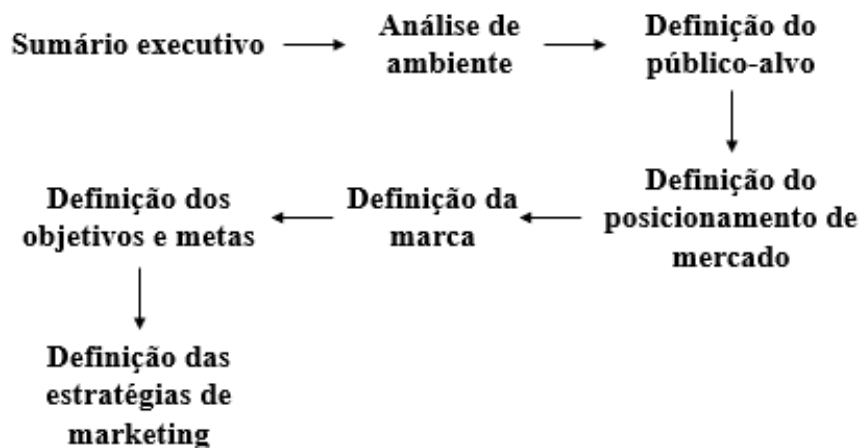 Sumário executivo
Análise de
ambiente
Definição do
público-alvo
Definição do
posicionamento de
mercado
Definição da
marca
Definição dos
objetivos e metas
Definição das
estratégias de
marketing